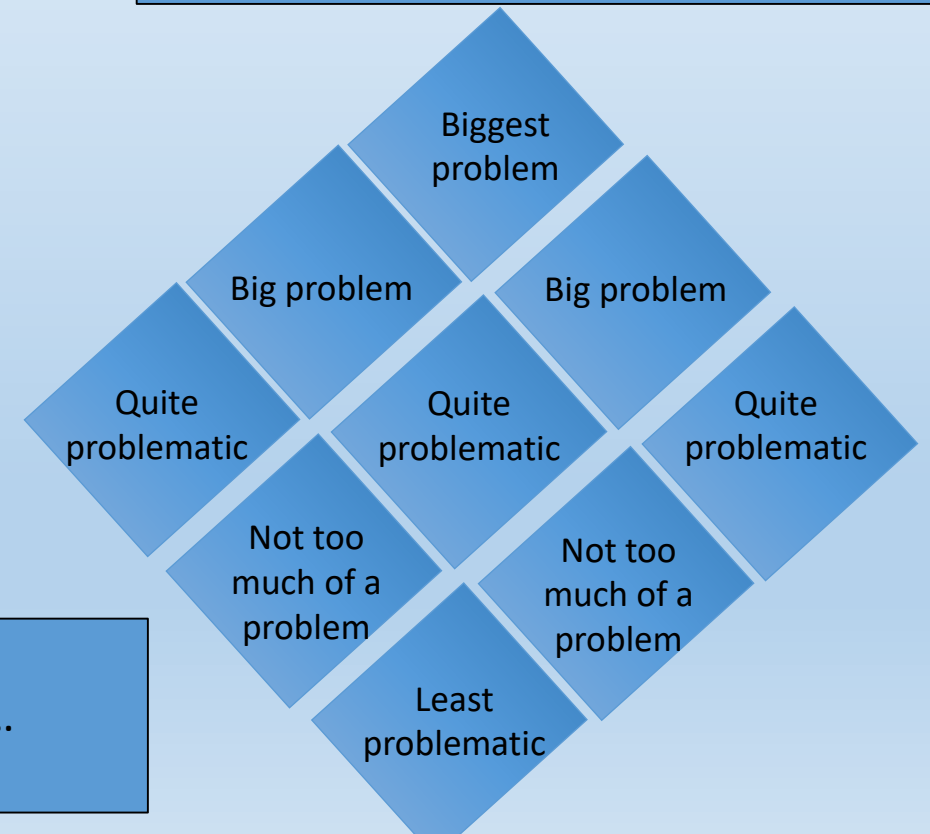 Biggest
problem
Big problem
Big problem
Quite
problematic
Quite
problematic
Quite
problematic
Not too
much of a
problem
Not too
much of a
problem
Least
problematic
..